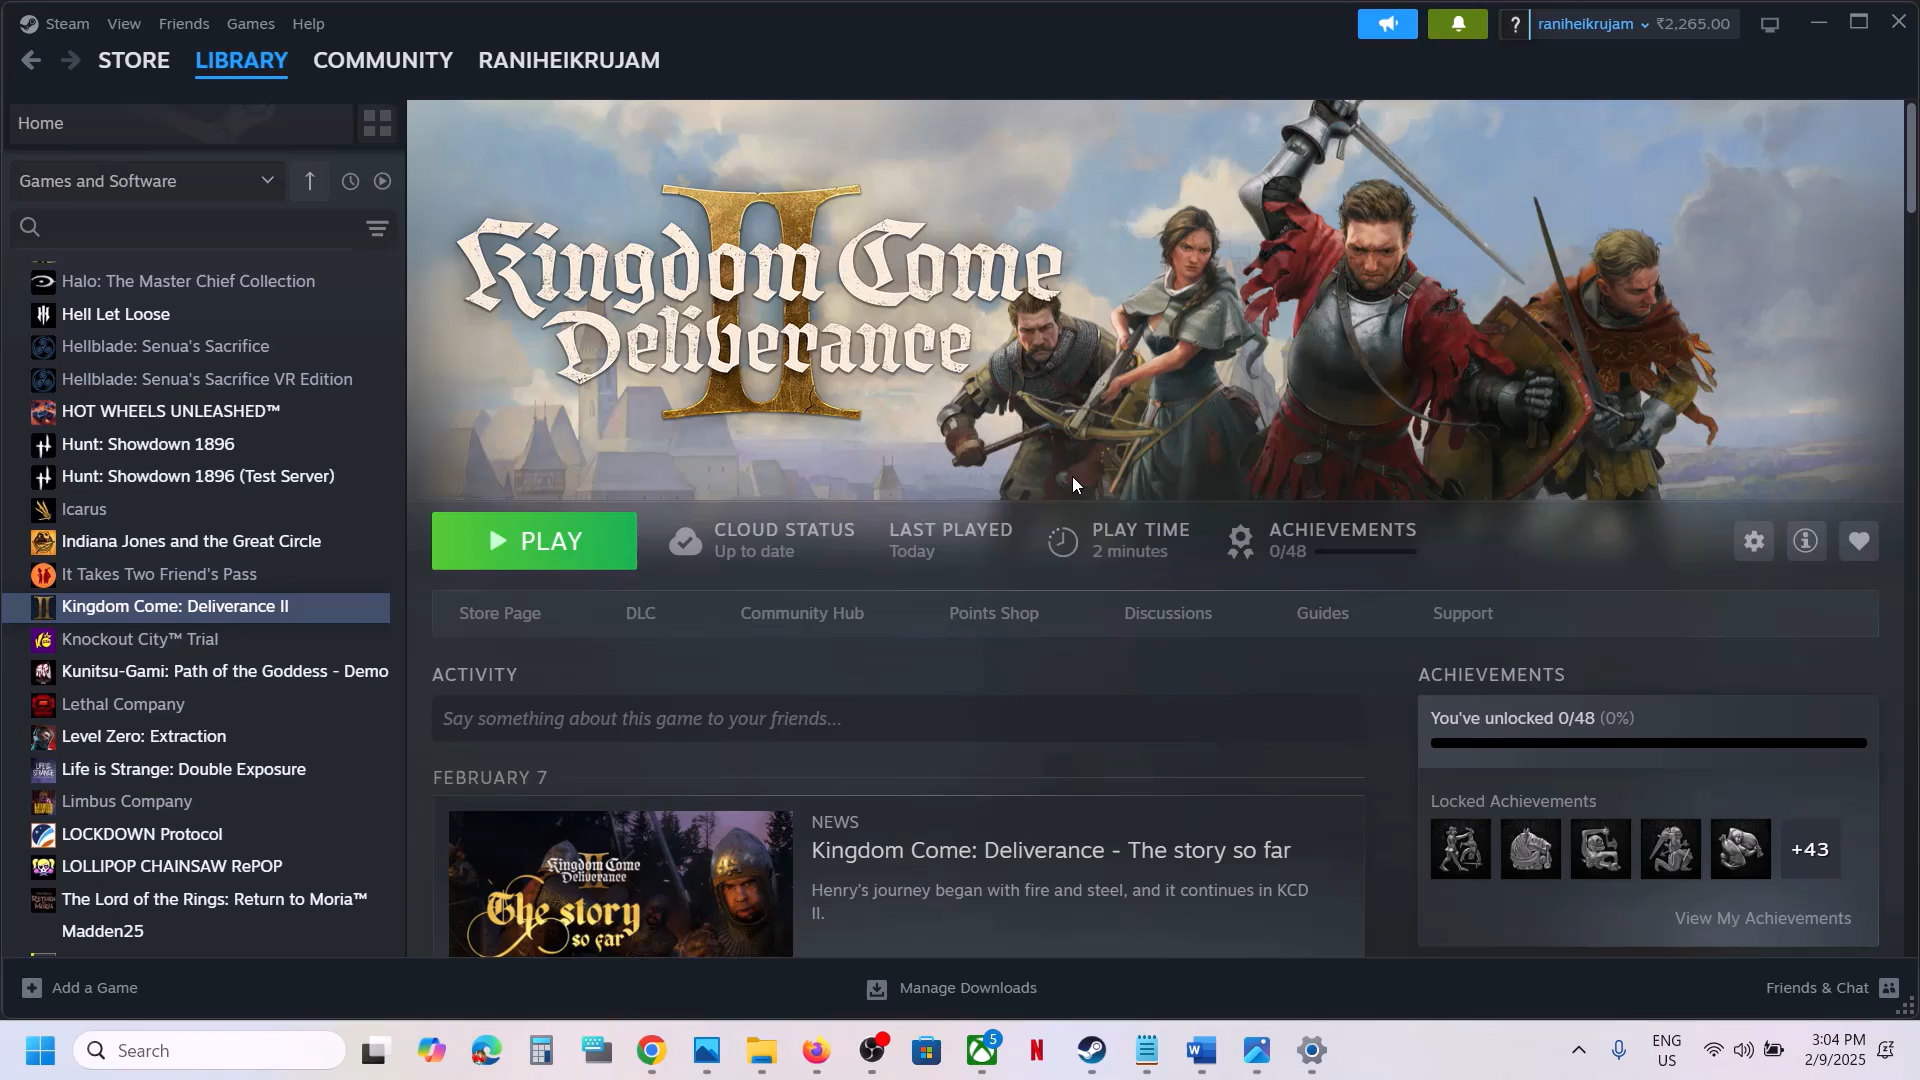 Steam View Friends Games Help
? raniheikrujam ₹2,265.00
STORE LIBRARY COMMUNITY RANIHEIKRUJAM
Home
Games and Software
Halo: The Master Chief Collection
Hell Let Loose
Hellblade: Senua's Sacrifice
Hellblade: Senua's Sacrifice VR Edition
HOT WHEELS UNLEASHED™
Hunt: Showdown 1896
Hunt: Showdown 1896 (Test Server)
Icarus
Indiana Jones and the Great Circle
It Takes Two Friend's Pass
Kingdom Come: Deliverance II
Knockout City™ Trial
Kunitsu-Gami: Path of the Goddess - Demo
Lethal Company
Level Zero: Extraction
Life is Strange: Double Exposure
Limbus Company
LOCKDOWN Protocol
LOLLIPOP CHAINSAW RePOP
The Lord of the Rings: Return to Moria™
Madden25
Kingdom Come
Deliverance
II
PLAY
CLOUD STATUS
Up to date
LAST PLAYED
Today
PLAY TIME
2 minutes
ACHIEVEMENTS
0/48
Store Page DLC Community Hub Points Shop Discussions Guides Support
ACTIVITY
Say something about this game to your friends...
FEBRUARY 7
Kingdom Come
Deliverance
II
The story
so far
NEWS
Kingdom Come: Deliverance - The story so far
Henry's journey began with fire and steel, and it continues in KCD
II.
ACHIEVEMENTS
You've unlocked 0/48 (0%)
Locked Achievements
+43
View My Achievements
Add a Game
Manage Downloads
Friends & Chat
Search
5
N
W
ENG
US
3:04 PM
2/9/2025